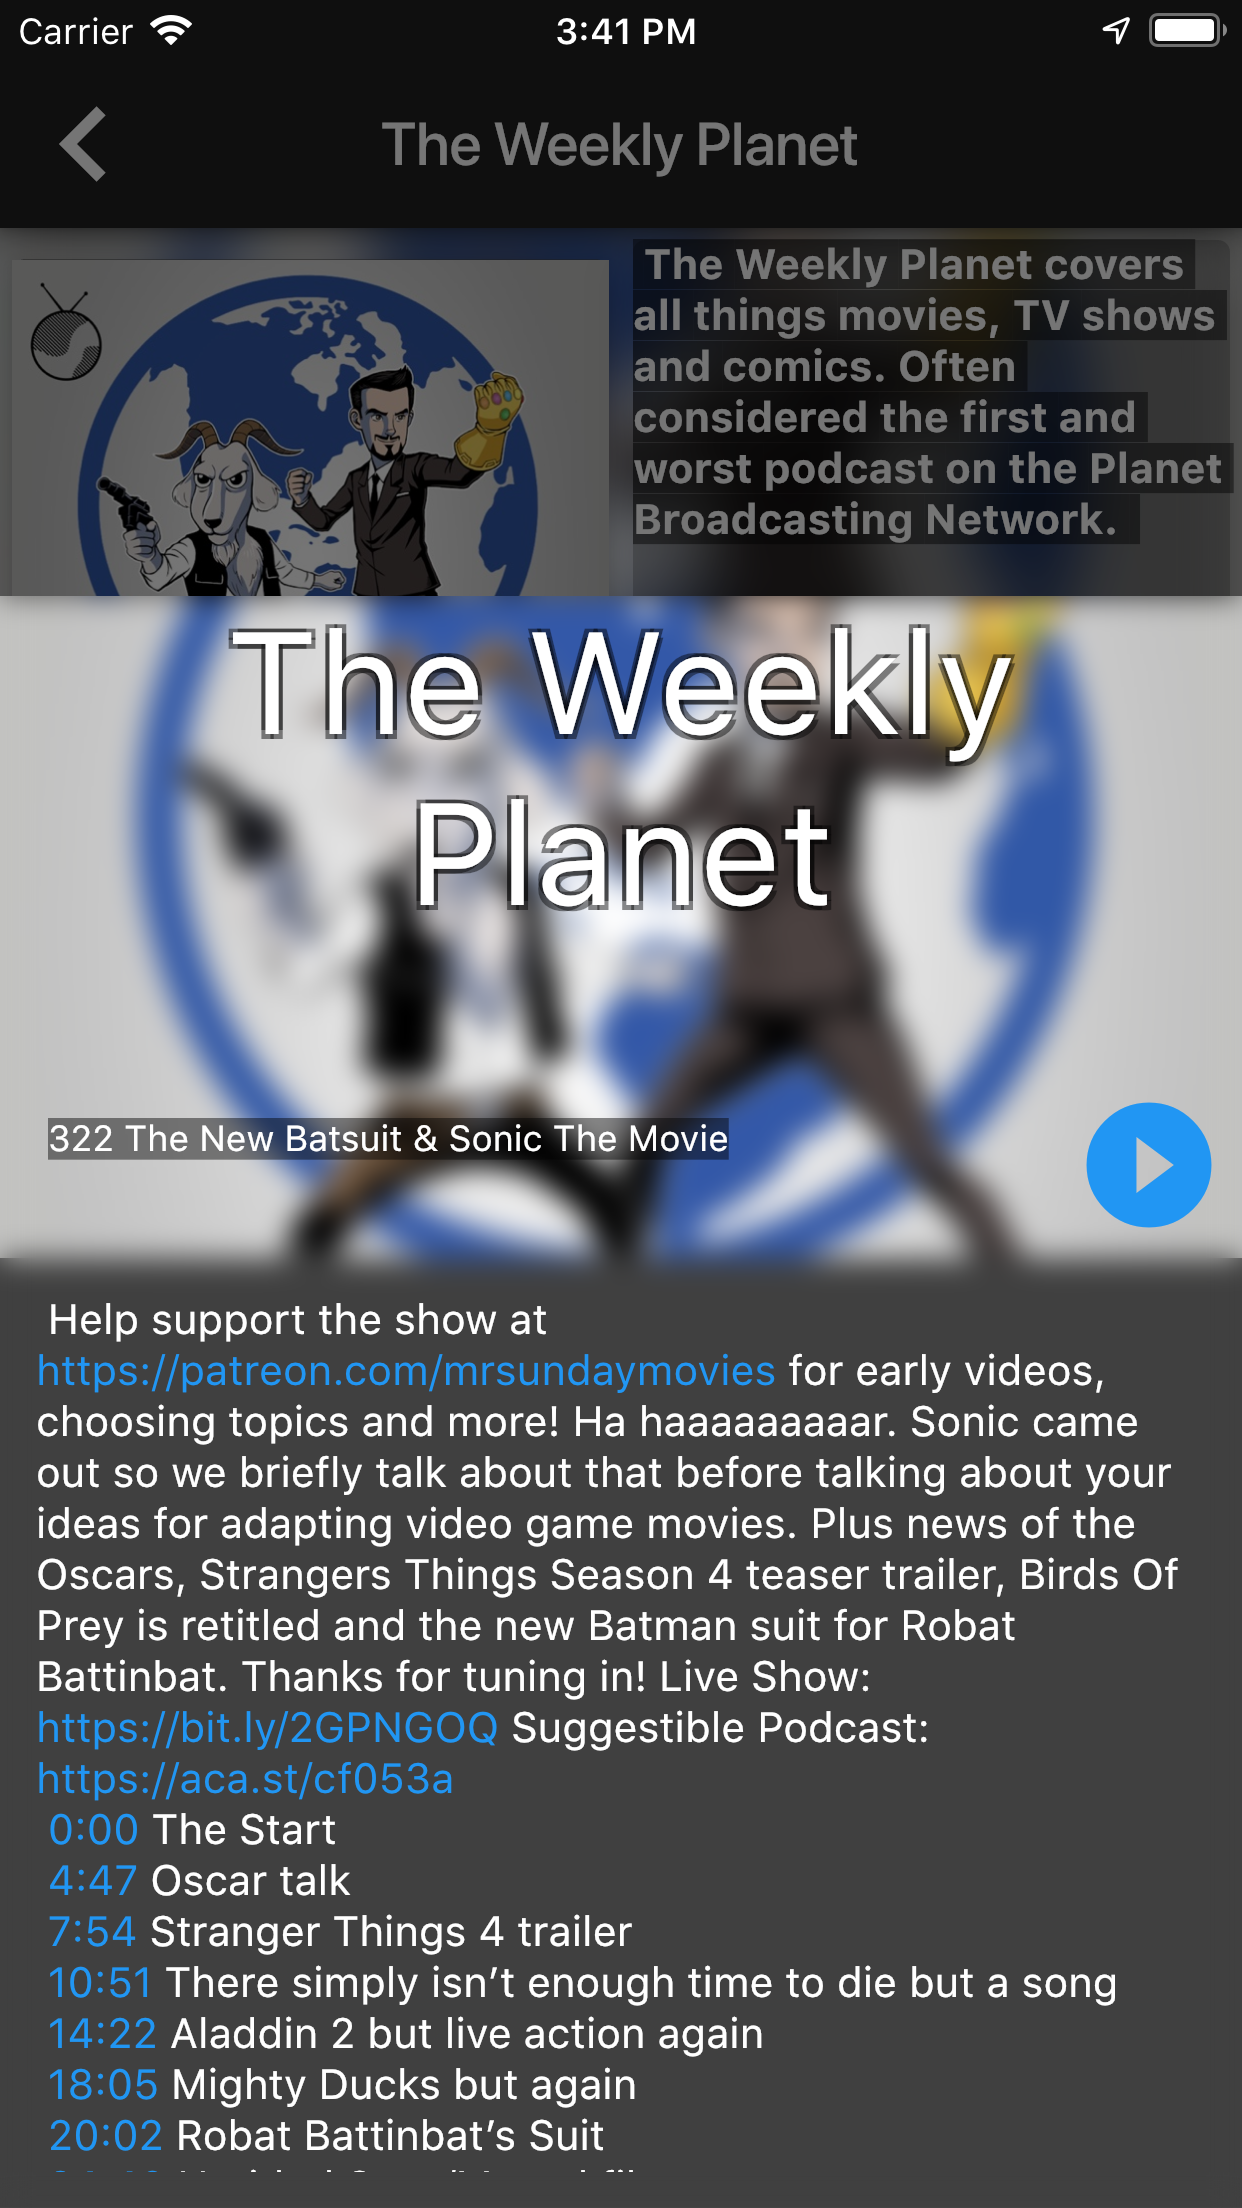 Carrier
3:41 PM
The Weekly Planet
The Weekly Planet covers
all things movies, TV shows
and comics. Often
considered the first and
worst podcast on the Planet
Broadcasting Network.
The Weekly
Planet
322 The New Batsuit & Sonic The Movie
Help support the show at
https://patreon.com/mrsundaymovies for early videos,
choosing topics and more! Ha haaaaaaaaar. Sonic came
out so we briefly talk about that before talking about your
ideas for adapting video game movies. Plus news of the
Oscars, Strangers Things Season 4 teaser trailer, Birds Of
Prey is retitled and the new Batman suit for Robat
Battinbat. Thanks for tuning in! Live Show:
https://bit.ly/2GPNGOQ Suggestible Podcast:
https://aca.st/cf053a
0:00 The Start
4:47 Oscar talk
7:54 Stranger Things 4 trailer
10:51 There simply isn’t enough time to die but a song
14:22 Aladdin 2 but live action again
18:05 Mighty Ducks but again
20:02 Robat Battinbat’s Suit